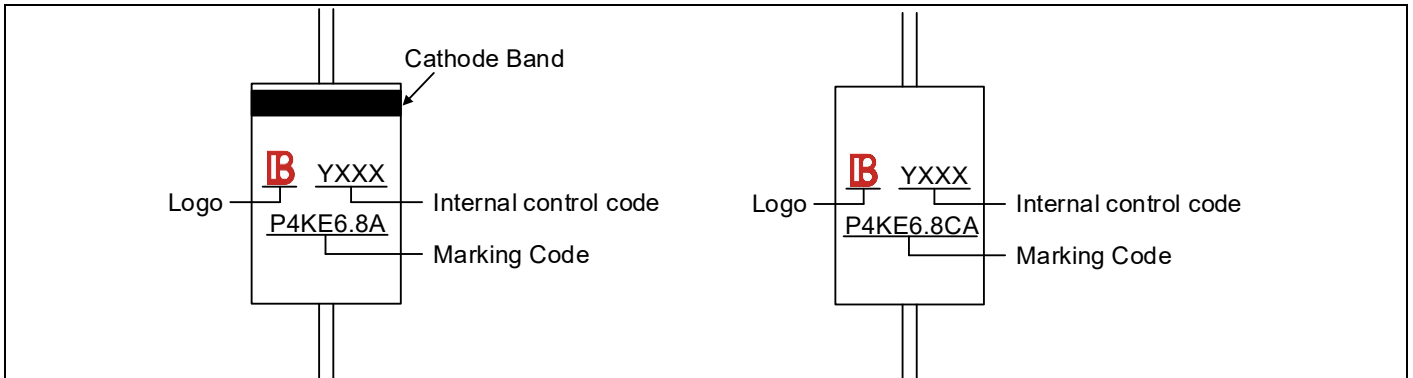 Cathode Band
B YXXX
Logo
Internal control code
P4KE6.8A
Marking Code
B YXXX
Logo
Internal control code
P4KE6.8CA
Marking Code